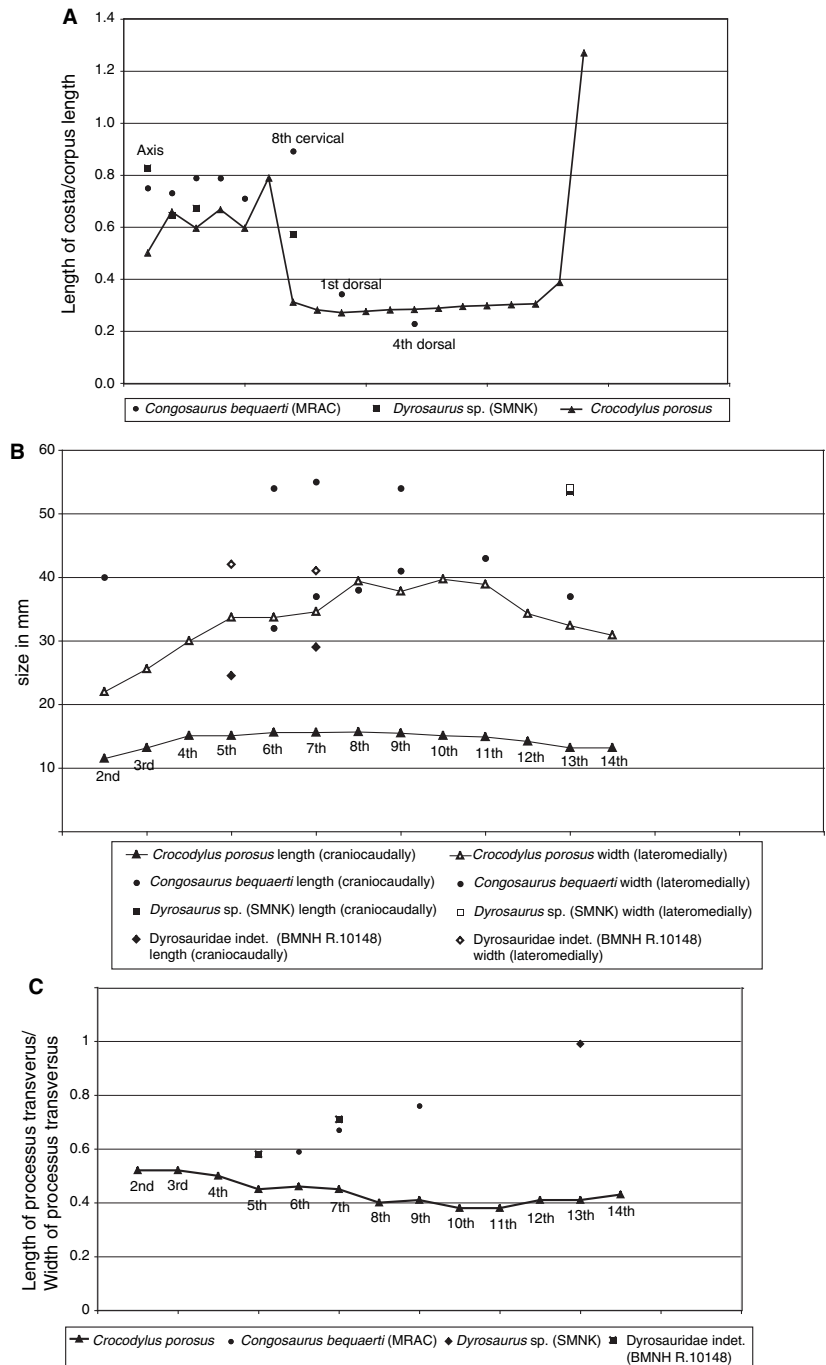 A
1.4
1.2
1.0
0.8
0.6
0.4
0.2
0.0
Length of costa/corpus length
Axis
8th cervical
1st dorsal
4th dorsal
Congosaurus bequaerti (MRAC) Dyrosaurus sp. (SMNK) Crocodylus porosus
B
60
50
40
30
20
10
size in mm
2nd 3rd 4th 5th 6th 7th 8th 9th 10th 11th 12th 13th 14th
Crocodylus porosus length (craniocaudally) Crocodylus porosus width (lateromedially)
Congosaurus bequaerti length (craniocaudally) Congosaurus bequaerti width (lateromedially)
Dyrosaurus sp. (SMNK) length (craniocaudally) Dyrosaurus sp. (SMNK) width (lateromedially)
Dyrosauridae indet. (BMNH R.10148) Dyrosauridae indet. (BMNH R.10148)
length (craniocaudally) width (lateromedially)
C
1
0.8
0.6
0.4
0.2
0
Length of processus transverus/
Width of processus transversus
2nd 3rd 4th 5th 6th 7th 8th 9th 10th 11th 12th 13th 14th
Crocodylus porosus Congosaurus bequaerti (MRAC) Dyrosaurus sp. (SMNK) Dyrosauridae indet.
(BMNH R.10148)